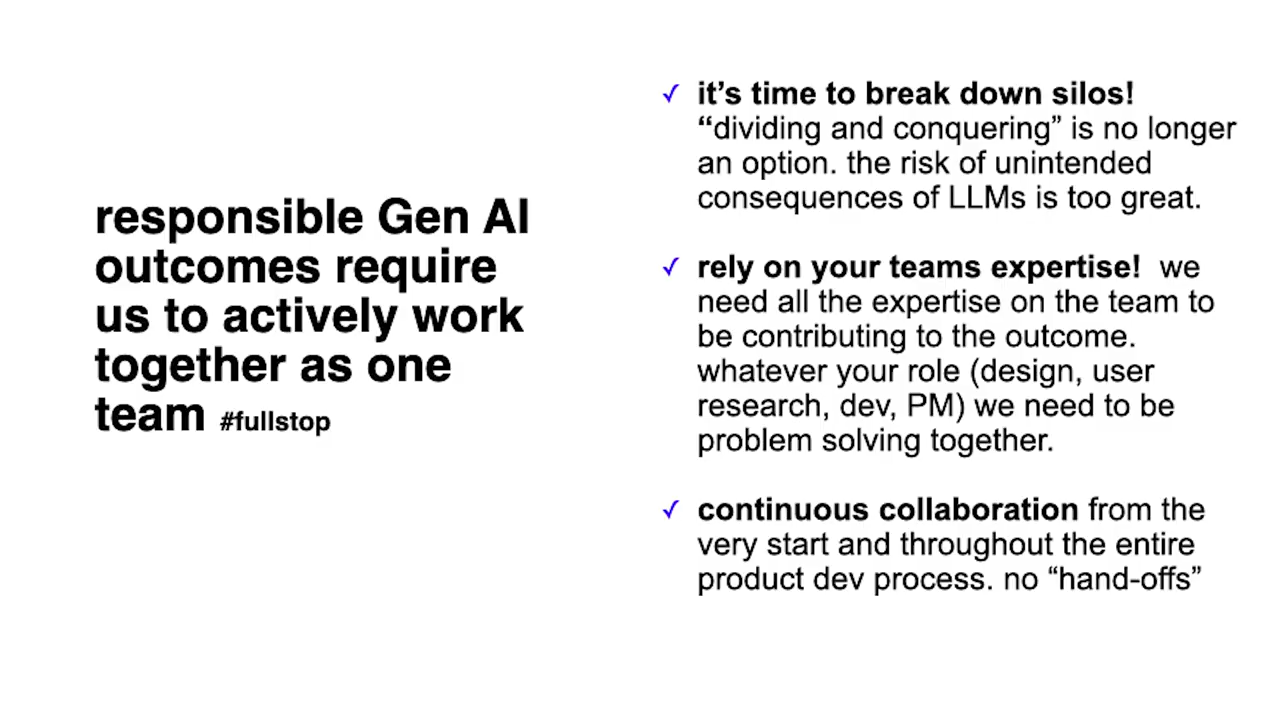 responsible Gen AI
outcomes require
us to actively work
together as one
team #fullstop
✓ it’s time to break down silos!
“dividing and conquering” is no longer
an option. the risk of unintended
consequences of LLMs is too great.
✓ rely on your teams expertise!  we
need all the expertise on the team to
be contributing to the outcome.
whatever your role (design, user
research, dev, PM) we need to be
problem solving together.
✓ continuous collaboration from the
very start and throughout the entire
product dev process. no “hand-offs”